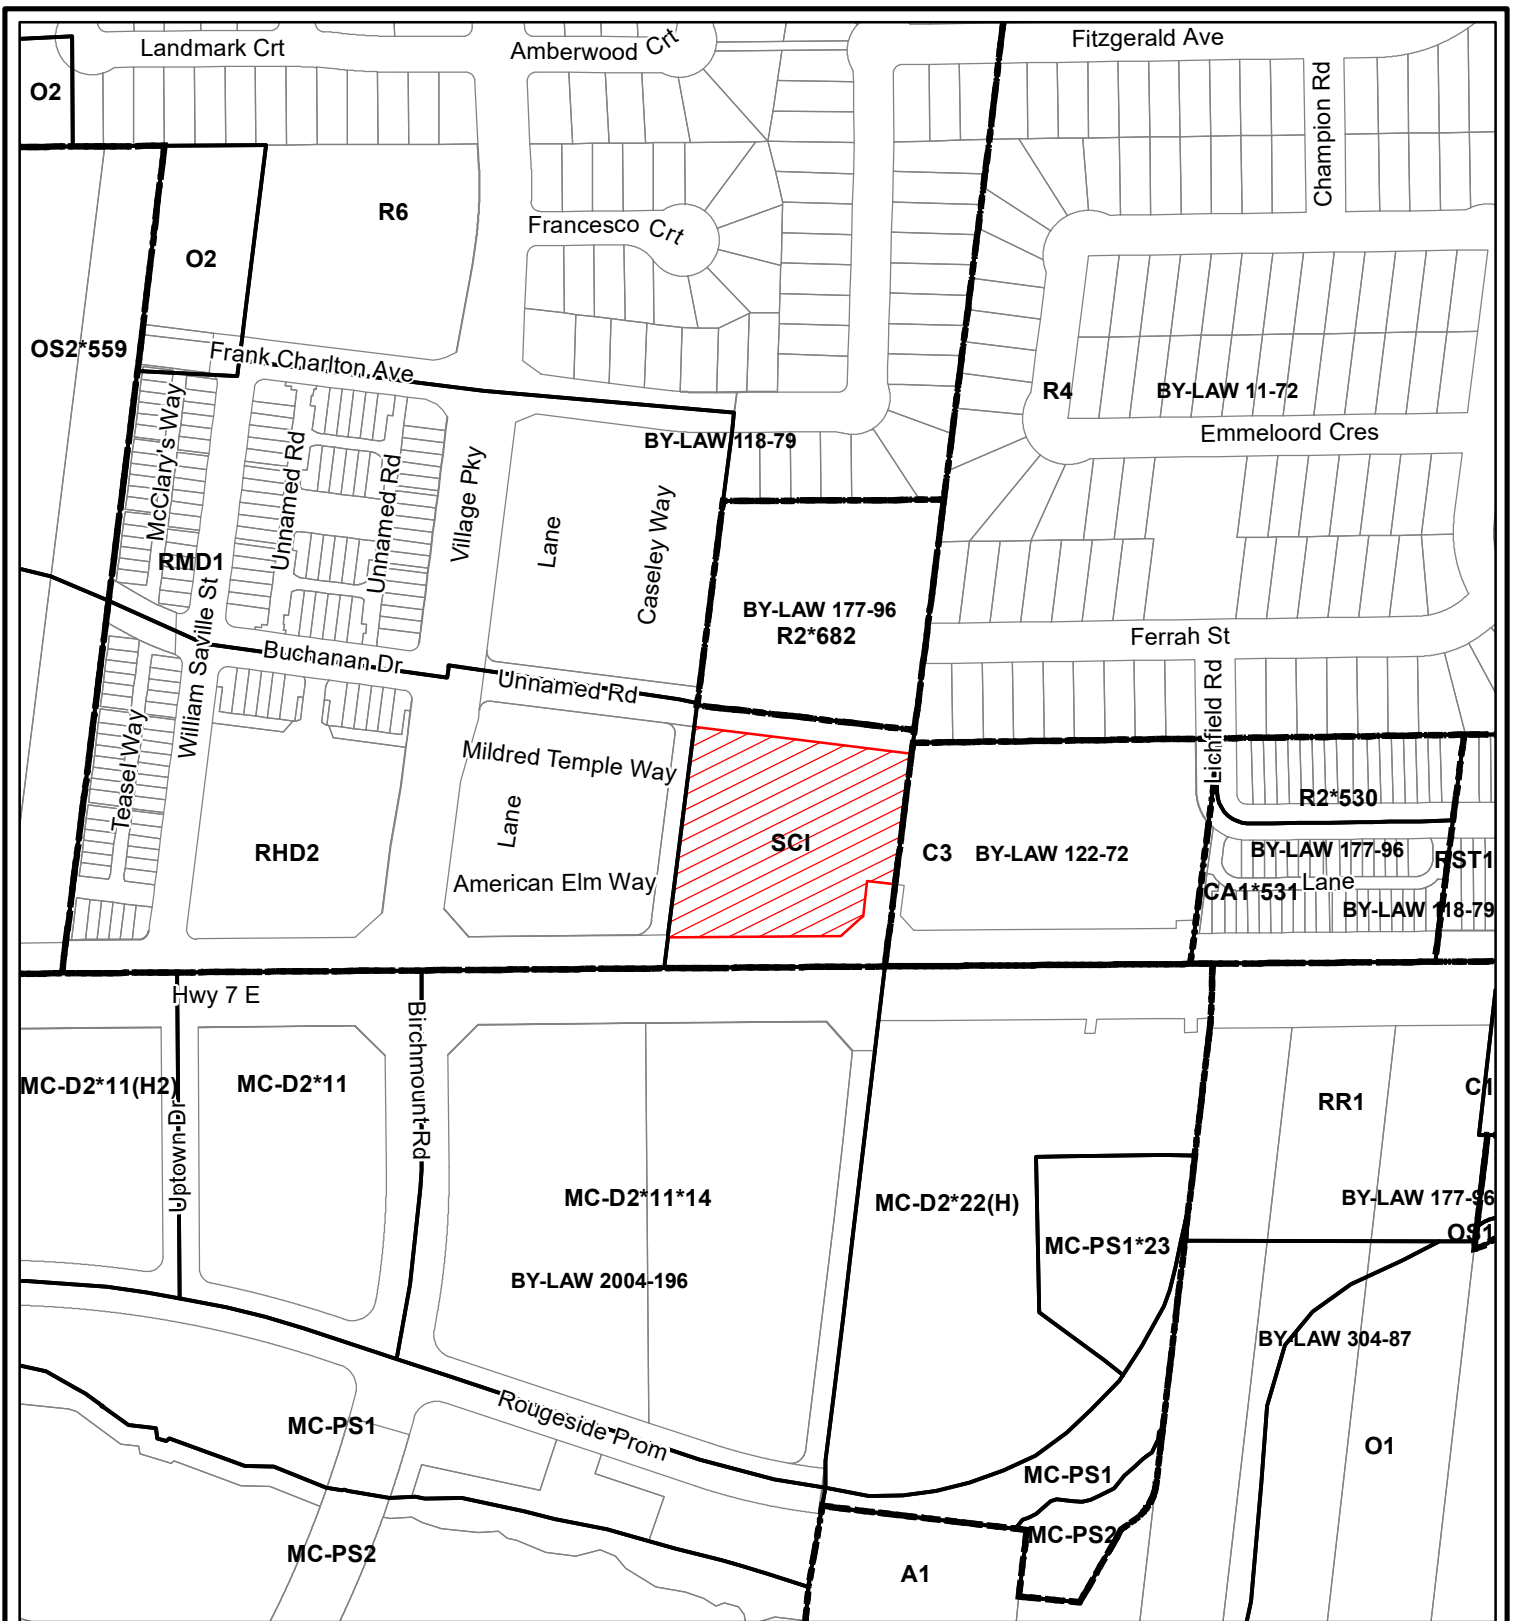 Landmark Crt
Amberwood Crt
Fitzgerald Ave
Champion Rd
O2
R6
O2
Francesco Crt
OS2*559
Frank Charlton Ave
R4
BY-LAW 11-72
Emmeloord Cres
BY-LAW 118-79
McClary's Way
Unnamed Rd
Unnamed Rd
Village Pky
Lane
Caseley Way
RMD1
William Saville St
BY-LAW 177-96
R2*682
Ferrah St
Lichfield Rd
Buchanan Dr
Unnamed Rd
Teasel Way
Mildred Temple Way
Lane
American Elm Way
RHD2
SCI
C3
BY-LAW 122-72
R2*530
BY-LAW 177-96
RST1
CA1*531
Lane
BY-LAW 118-79
Hwy 7 E
Birchmount Rd
Uptown Dr
MC-D2*11(H2)
MC-D2*11
RR1
C1
MC-D2*11*14
MC-D2*22(H)
BY-LAW 177-96
OS1
MC-PS1*23
BY-LAW 2004-196
BY-LAW 304-87
Rougeside Prom
MC-PS1
O1
MC-PS1
MC-PS2
MC-PS2
A1